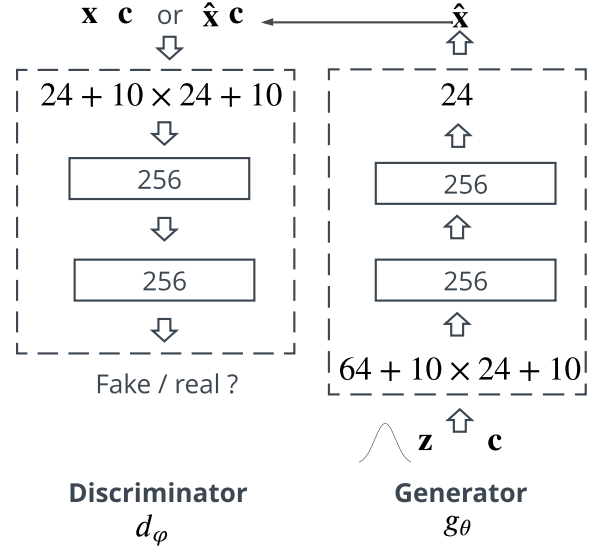 x c or x̂ c
24 + 10 × 24 + 10
256
256
Fake / real ?
Discriminator
d_φ
x̂
24
256
256
64 + 10 × 24 + 10
z c
Generator
g_θ